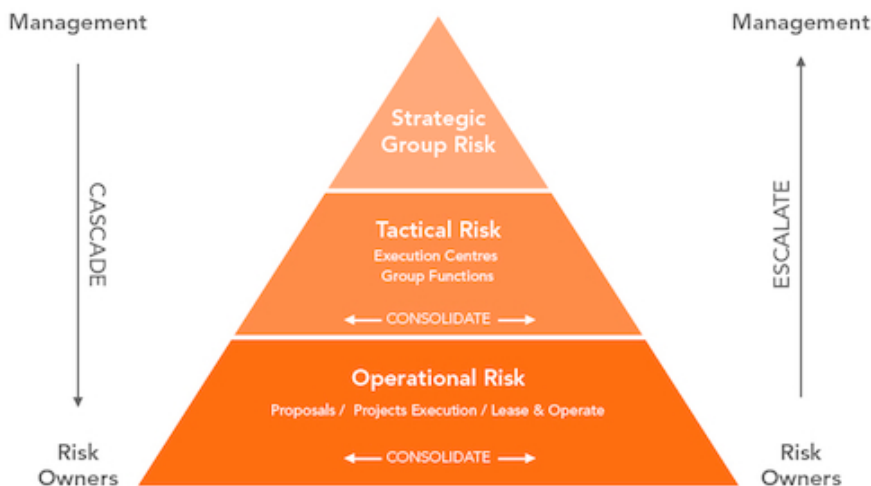 Management
Management
Strategic
Group Risk
CASCADE
ESCALATE
Tactical Risk
Execution Centres
Group Functions
CONSOLIDATE
Operational Risk
Proposals / Projects Execution / Lease & Operate
CONSOLIDATE
Risk
Owners
Risk
Owners